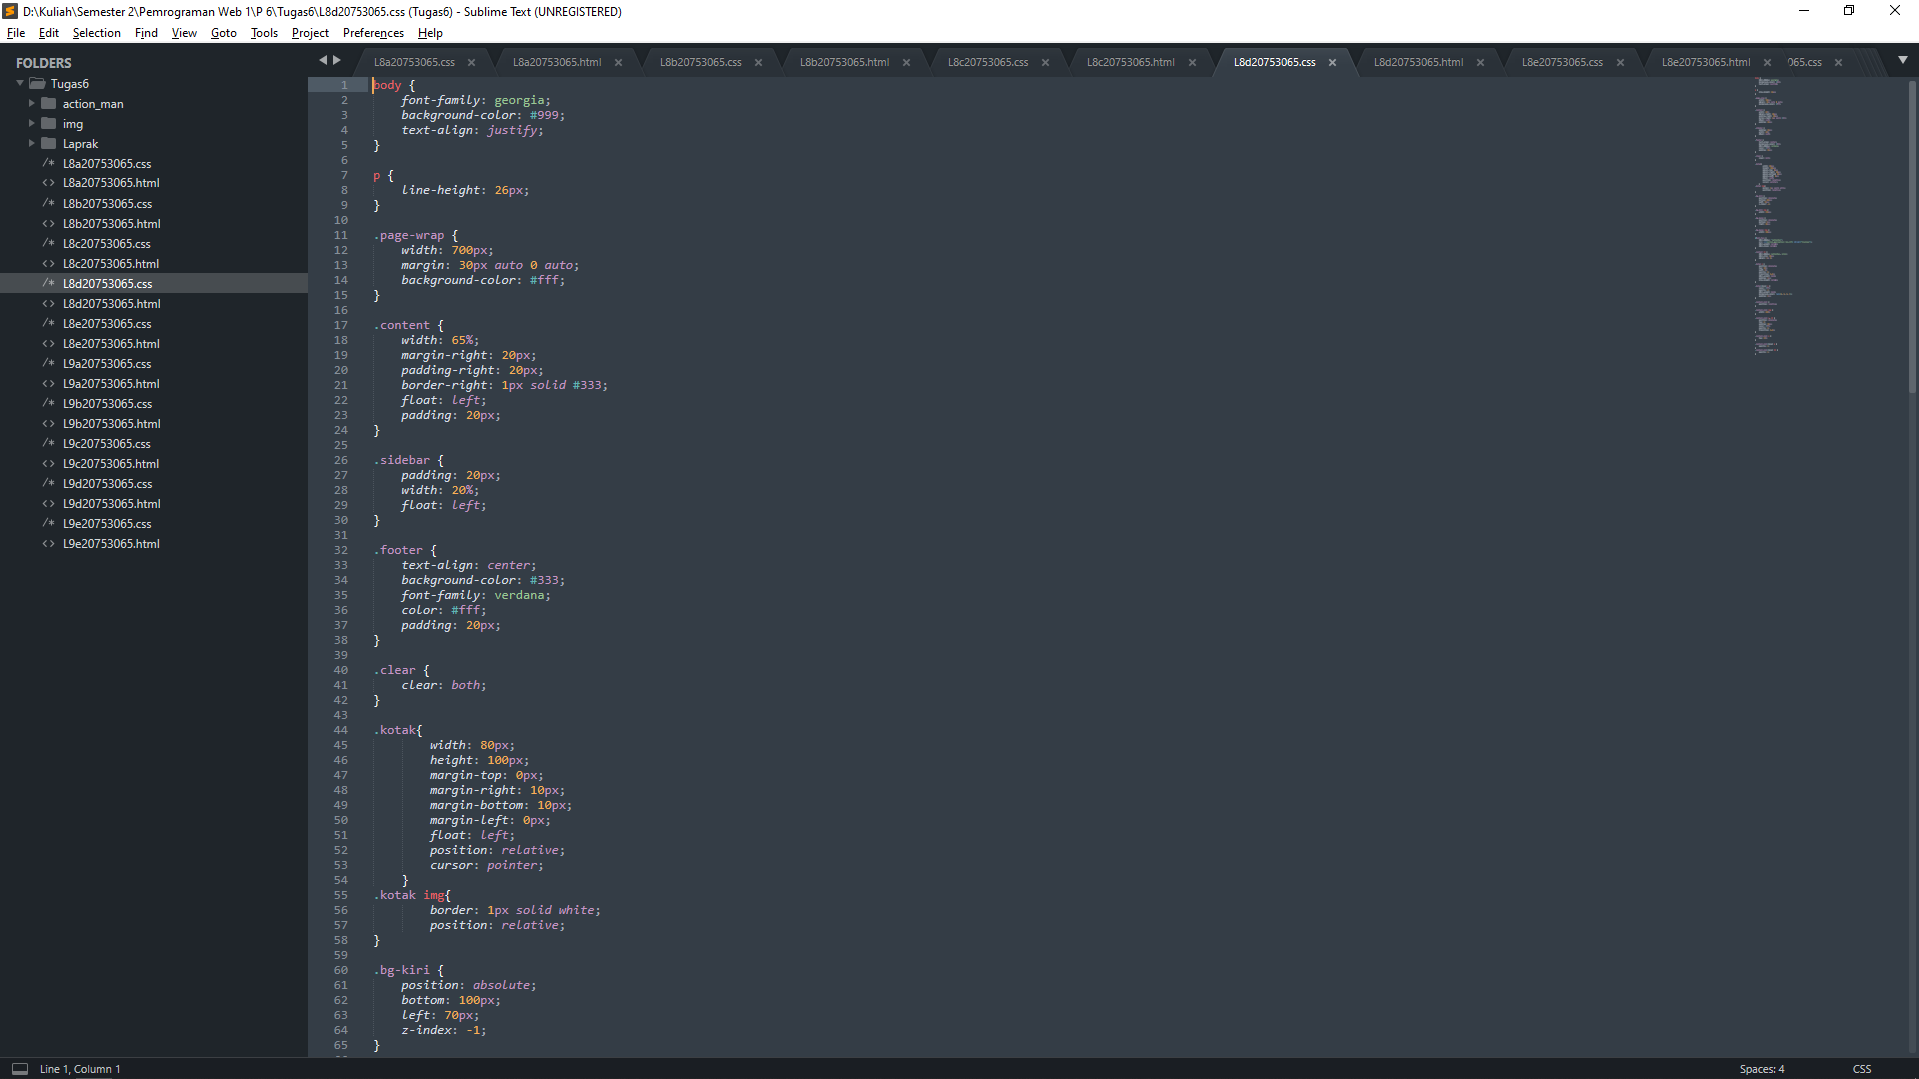 D:\Kuliah\Semester 2\Pemrograman Web 1\P 6\Tugas6\L8d20753065.css (Tugas6) - Sublime Text (UNREGISTERED)
File Edit Selection Find View Goto Tools Project Preferences Help
FOLDERS
Tugas6
action_man
img
Laprak
L8a20753065.css
L8a20753065.html
L8b20753065.css
L8b20753065.html
L8c20753065.css
L8c20753065.html
L8d20753065.css
L8d20753065.html
L8e20753065.css
L8e20753065.html
L9a20753065.css
L9a20753065.html
L9b20753065.css
L9b20753065.html
L9c20753065.css
L9c20753065.html
L9d20753065.css
L9d20753065.html
L9e20753065.css
L9e20753065.html
L8a20753065.css L8a20753065.html L8b20753065.css L8b20753065.html L8c20753065.css L8c20753065.html L8d20753065.css L8d20753065.html L8e20753065.css L8e20753065.html 065.css
1 body {
2 font-family: georgia;
3 background-color: #999;
4 text-align: justify;
5 }
6
7 p {
8 line-height: 26px;
9 }
10
11 .page-wrap {
12 width: 700px;
13 margin: 30px auto 0 auto;
14 background-color: #fff;
15 }
16
17 .content {
18 width: 65%;
19 margin-right: 20px;
20 padding-right: 20px;
21 border-right: 1px solid #333;
22 float: left;
23 padding: 20px;
24 }
25
26 .sidebar {
27 padding: 20px;
28 width: 20%;
29 float: left;
30 }
31
32 .footer {
33 text-align: center;
34 background-color: #333;
35 font-family: verdana;
36 color: #fff;
37 padding: 20px;
38 }
39
40 .clear {
41 clear: both;
42 }
43
44 .kotak{
45 width: 80px;
46 height: 100px;
47 margin-top: 0px;
48 margin-right: 10px;
49 margin-bottom: 10px;
50 margin-left: 0px;
51 float: left;
52 position: relative;
53 cursor: pointer;
54 }
55 .kotak img{
56 border: 1px solid white;
57 position: relative;
58 }
59
60 .bg-kiri {
61 position: absolute;
62 bottom: 100px;
63 left: 70px;
64 z-index: -1;
65 }
Line 1, Column 1
Spaces: 4
CSS